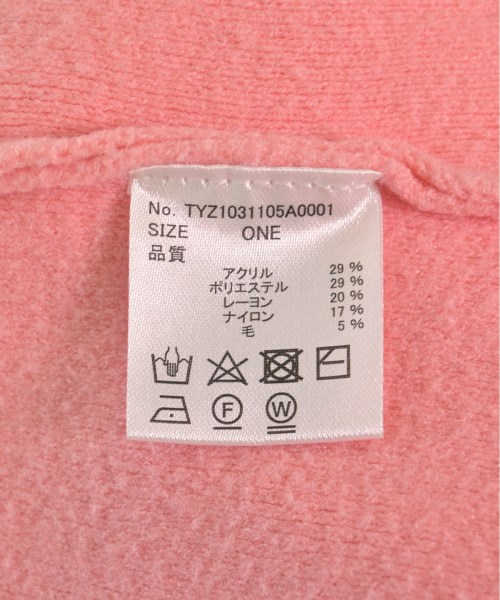 No. TYZ1031105A0001
SIZE ONE
品質
アクリル 29 %
ポリエステル 29 %
レーヨン 20 %
ナイロン 17 %
毛 5 %
F W